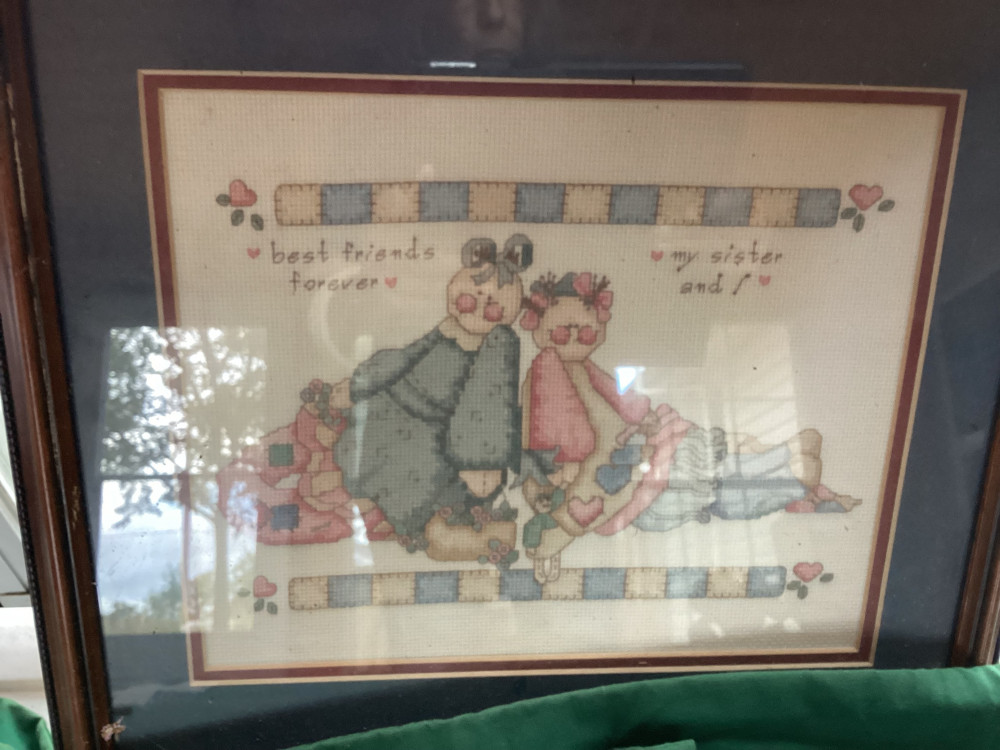 best friends
forever
my sister
and I